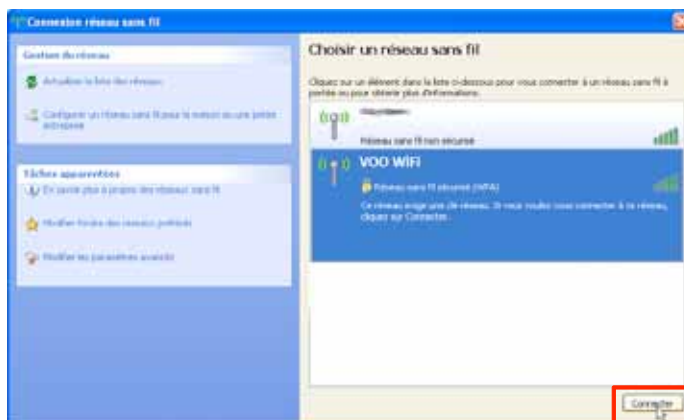 Connexion réseau sans fil
Gestion du réseau
Actualiser la liste des réseaux
Configurer un réseau sans fil pour la maison ou une petite
entreprise
Tâches apparentées
En savoir plus à propos des réseaux sans fil
Modifier l'ordre des réseaux préférés
Modifier les paramètres avancés
Choisir un réseau sans fil
Cliquez sur un élément dans la liste ci-dessous pour vous connecter à un réseau sans fil à
portée ou pour obtenir plus d'informations.
Réseau sans fil non sécurisé
VOO WIFI
Réseau sans fil sécurisé (WPA)
Ce réseau exige une clé réseau. Si vous voulez vous connecter à ce réseau,
cliquez sur Connecter.
Connecter